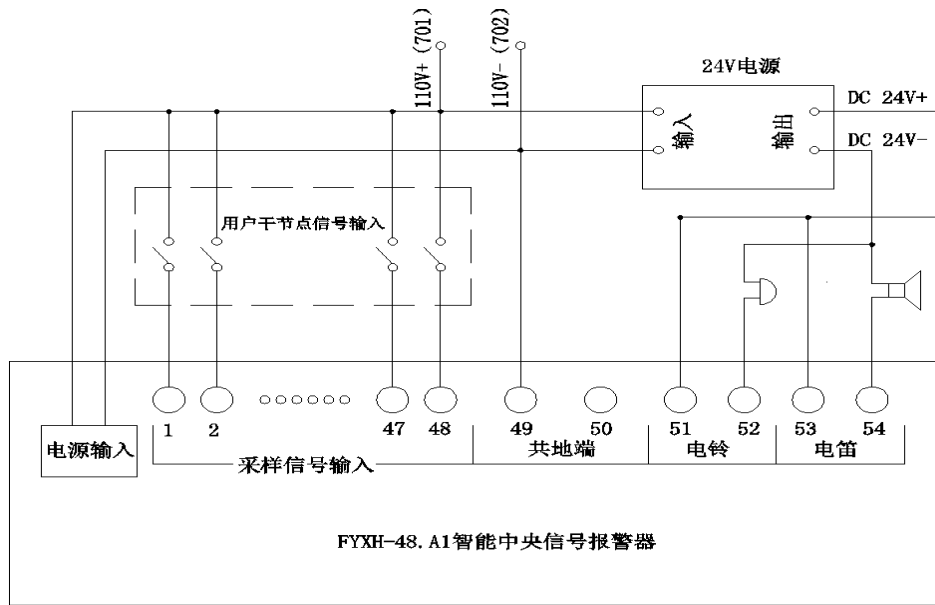 110V+(701)
110V-(702)
24V电源
输入
输出
DC 24V+
DC 24V-
用户干节点信号输入
1
2
47
48
49
50
51
52
53
54
电源输入
采样信号输入
共地端
电铃
电笛
FYXH-48.A1智能中央信号报警器